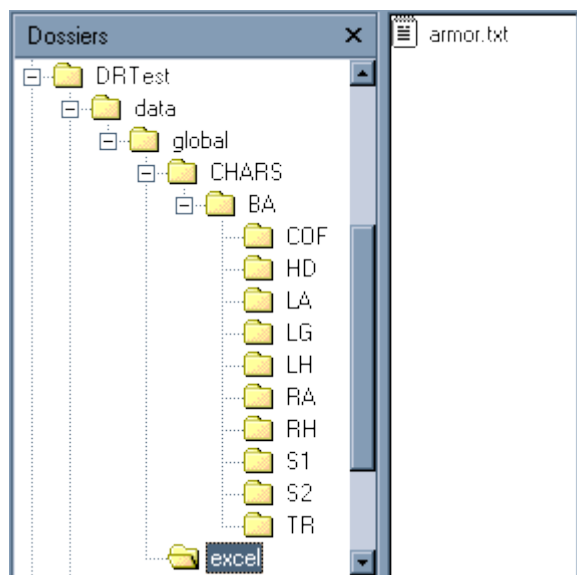 Dossiers
DRTest
data
global
CHARS
BA
COF
HD
LA
LG
LH
RA
RH
S1
S2
TR
excel
armor.txt